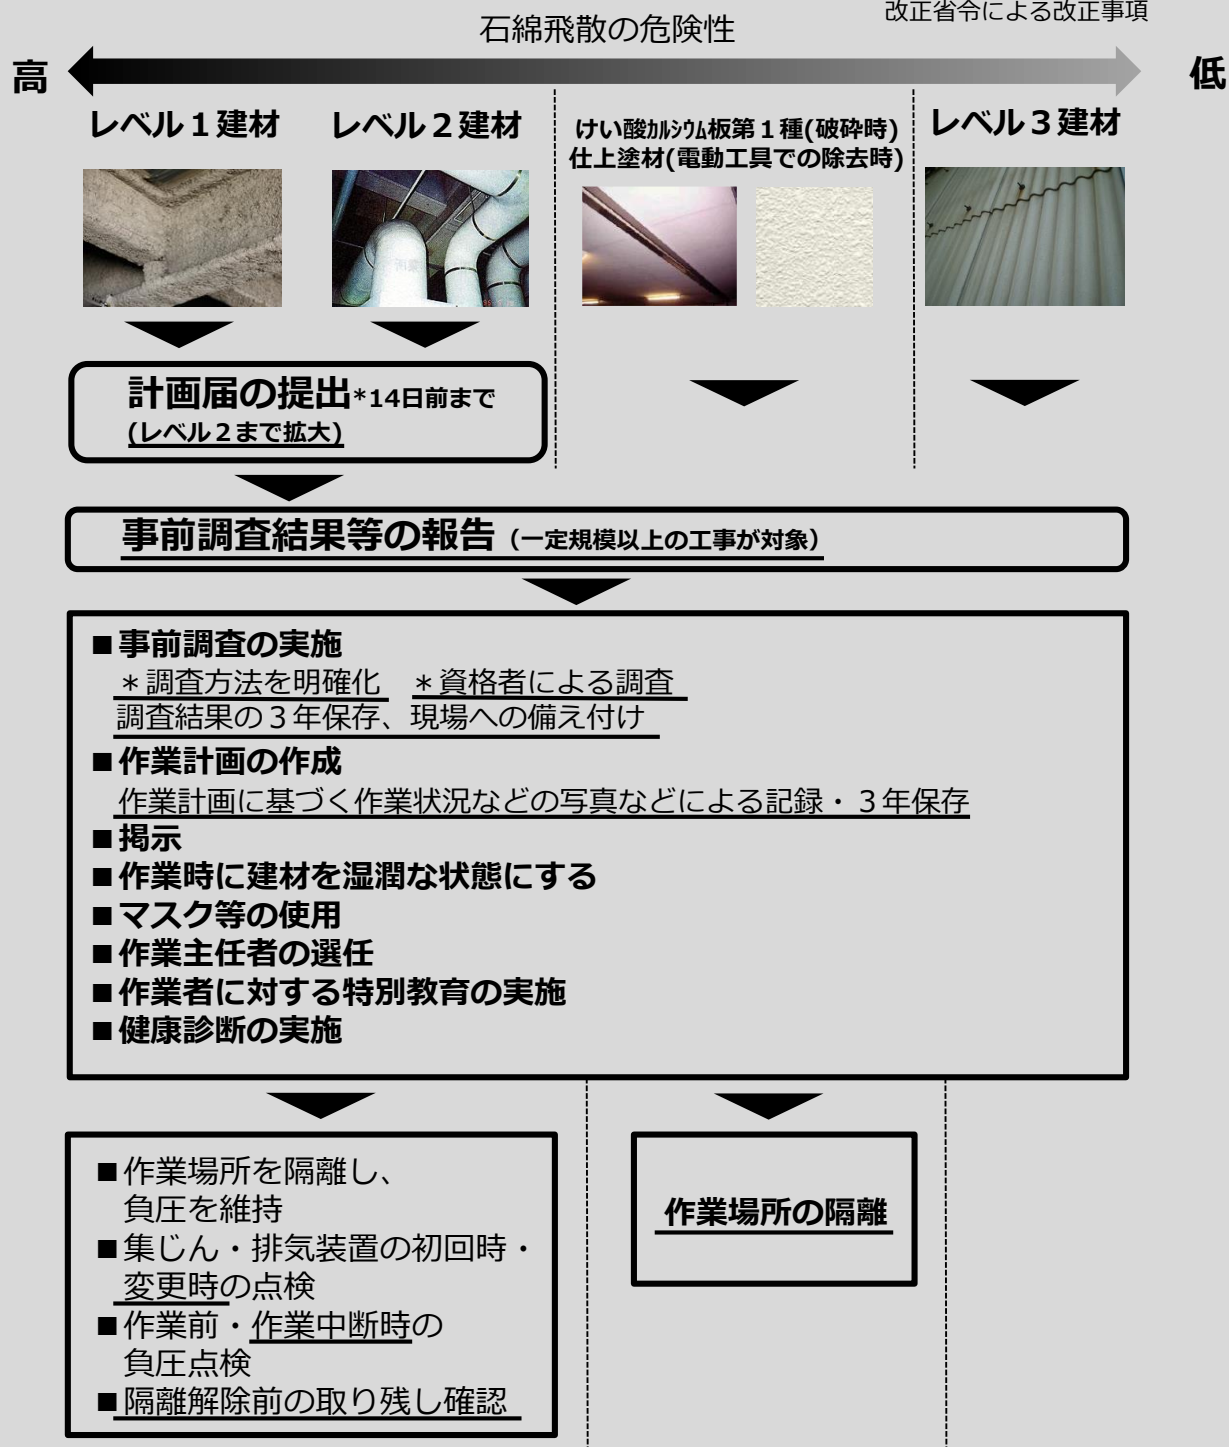 改正省令による改正事項
石綿飛散の危険性
高
低
レベル１建材
レベル２建材
けい酸ｶﾙｼｳﾑ板第１種(破砕時)
仕上塗材(電動工具での除去時)
レベル３建材
計画届の提出*14日前まで
(レベル２まで拡大)
事前調査結果等の報告（一定規模以上の工事が対象）
■事前調査の実施
＊調査方法を明確化　＊資格者による調査
調査結果の３年保存、現場への備え付け
■作業計画の作成
作業計画に基づく作業状況などの写真などによる記録・３年保存
■掲示
■作業時に建材を湿潤な状態にする
■マスク等の使用
■作業主任者の選任
■作業者に対する特別教育の実施
■健康診断の実施
■作業場所を隔離し、
負圧を維持
■集じん・排気装置の初回時・
変更時の点検
■作業前・作業中断時の
負圧点検
■隔離解除前の取り残し確認
作業場所の隔離